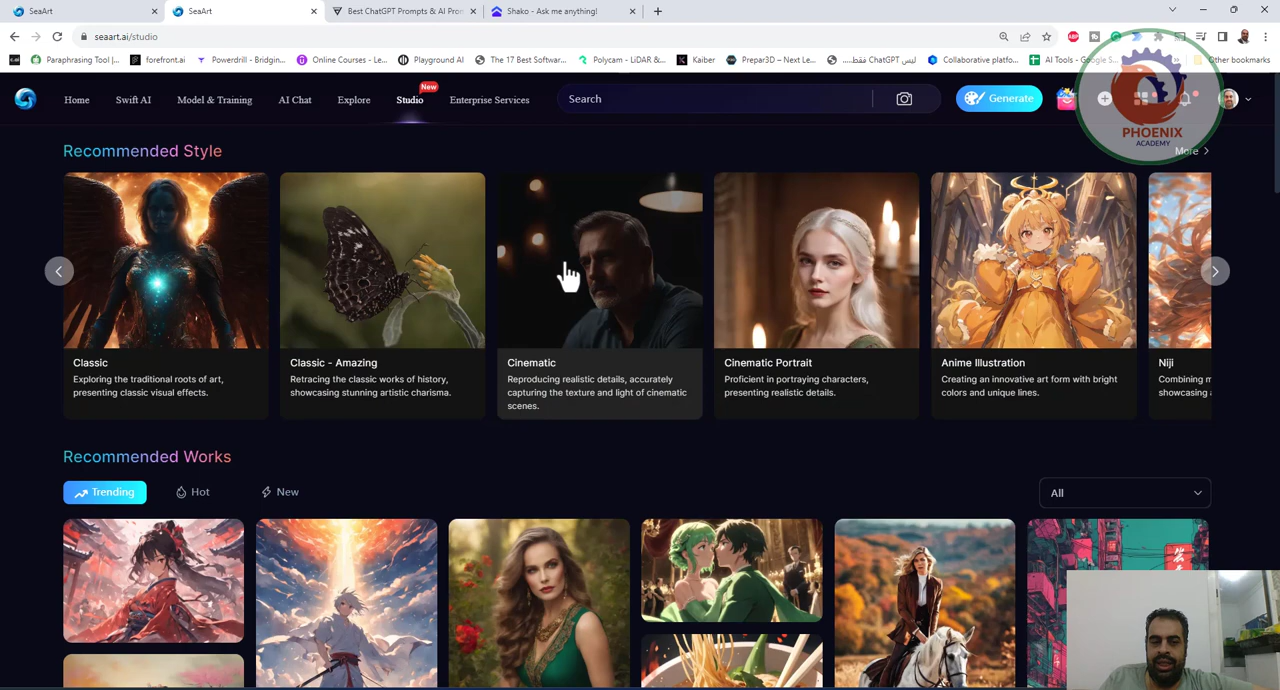 SeaArt
SeaArt
Best ChatGPT Prompts & AI Pro
Shako - Ask me anything!
seaart.ai/studio
Paraphrasing Tool |...
forefront.ai
Powerdrill - Bridgin...
Online Courses - Le...
Playground AI
The 17 Best Softwar...
Polycam - LiDAR &...
Kaiber
Prepar3D – Next Le...
ليس ChatGPT فقط.....
Collaborative platfo...
AI Tools - Google S...
Other bookmarks
Home
Swift AI
Model & Training
AI Chat
Explore
Studio
New
Enterprise Services
Search
Generate
PHOENIX
ACADEMY
More
Recommended Style
Classic
Exploring the traditional roots of art,
presenting classic visual effects.
Classic - Amazing
Retracing the classic works of history,
showcasing stunning artistic charisma.
Cinematic
Reproducing realistic details, accurately
capturing the texture and light of cinematic
scenes.
Cinematic Portrait
Proficient in portraying characters,
presenting realistic details.
Anime Illustration
Creating an innovative art form with bright
colors and unique lines.
Niji
Combining
showcasing
Recommended Works
Trending
Hot
New
All